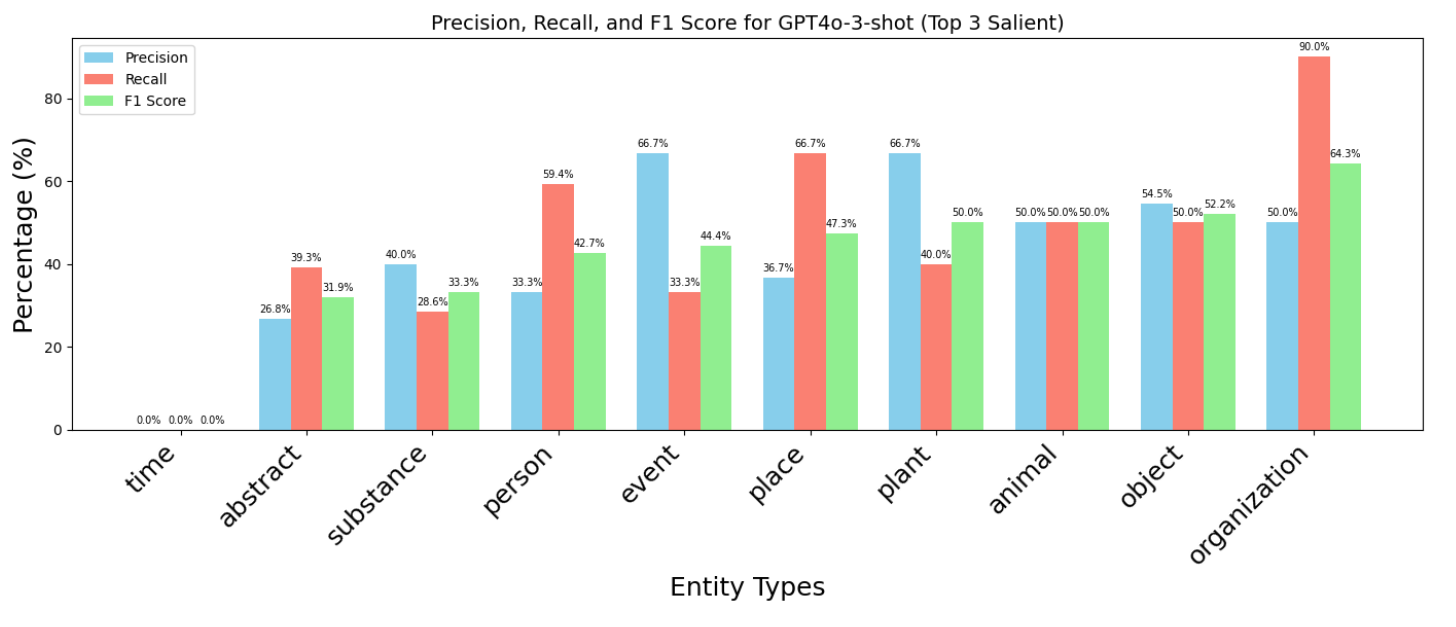 Precision, Recall, and F1 Score for GPT4o-3-shot (Top 3 Salient)
Precision
Recall
F1 Score
Percentage (%)
80
60
40
20
0
0.0% 0.0% 0.0%
26.8% 39.3% 31.9%
40.0% 28.6% 33.3%
33.3% 59.4% 42.7%
66.7% 33.3% 44.4%
36.7% 66.7% 47.3%
66.7% 40.0% 50.0%
50.0% 50.0% 50.0%
54.5% 50.0% 52.2%
50.0% 90.0% 64.3%
time
abstract
substance
person
event
place
plant
animal
object
organization
Entity Types